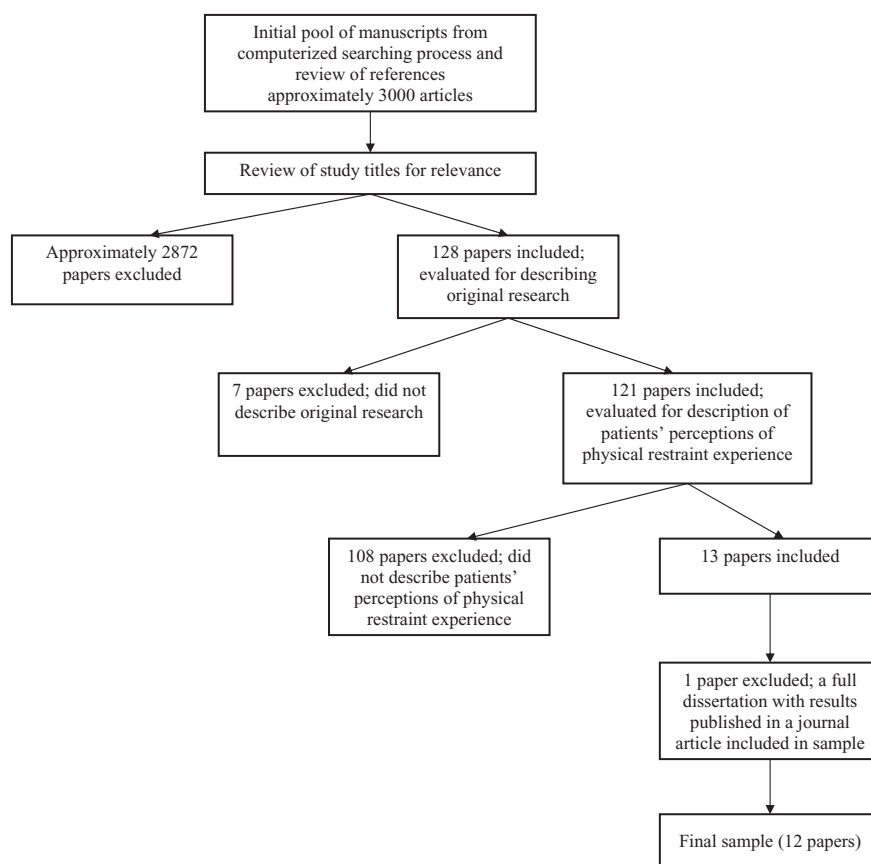 Initial pool of manuscripts from
computerized searching process and
review of references
approximately 3000 articles
Review of study titles for relevance
Approximately 2872
papers excluded
128 papers included;
evaluated for describing
original research
7 papers excluded; did not
describe original research
121 papers included;
evaluated for description of
patients’ perceptions of
physical restraint experience
108 papers excluded; did
not describe patients’
perceptions of physical
restraint experience
13 papers included
1 paper excluded; a full
dissertation with results
published in a journal
article included in sample
Final sample (12 papers)